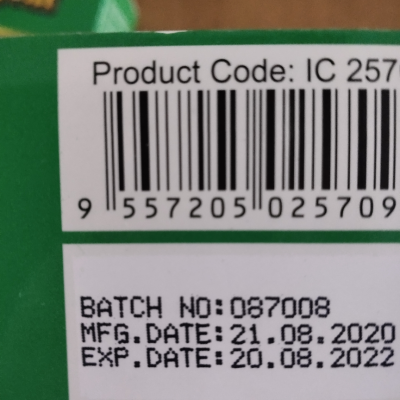 Product Code: IC 257
9 557205 025709
BATCH NO:087008
MFG.DATE:21.08.2020
EXP.DATE:20.08.2022